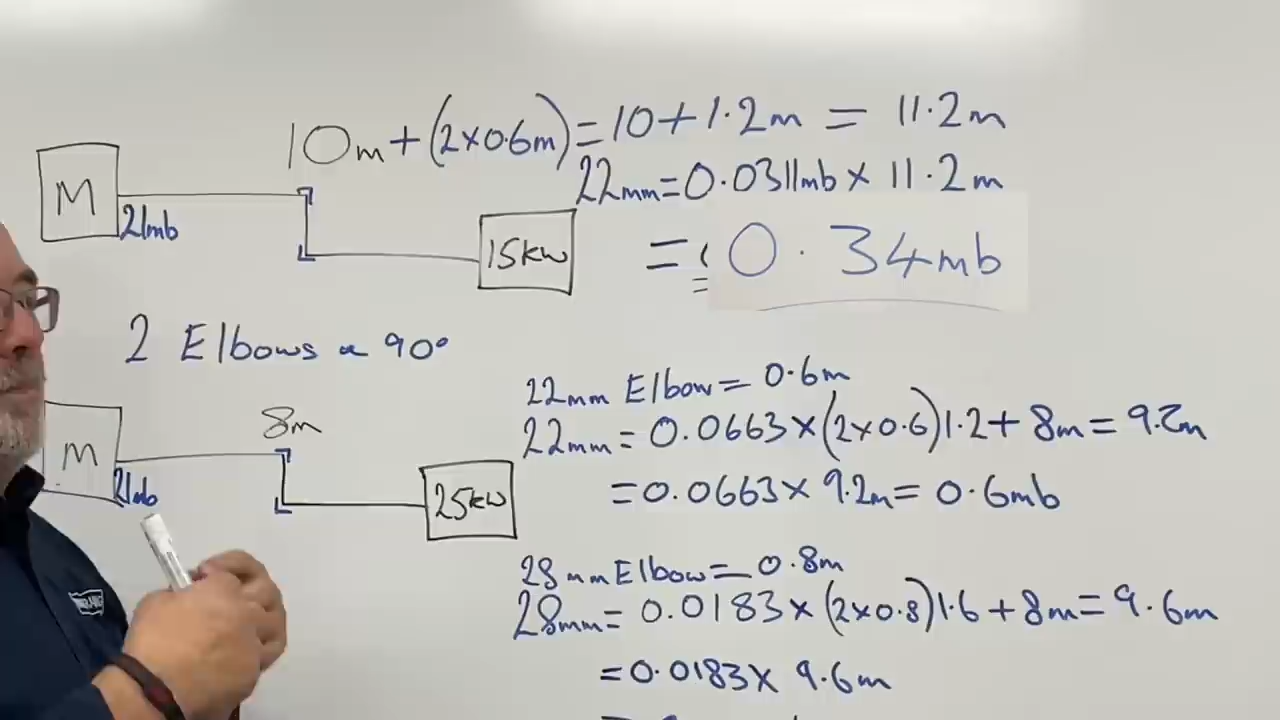 10m + (2x0.6m) = 10 + 1.2m = 11.2m
22mm = 0.0311mb x 11.2m
= 0.34mb
M
21mb
15kw
2 Elbows 90°
8m
M
21mb
25kw
22mm Elbow = 0.6m
22mm = 0.0663 x (2x0.6) 1.2 + 8m = 9.2m
= 0.0663 x 9.2m = 0.6mb
28mm Elbow = 0.8m
28mm = 0.0183 x (2x0.8) 1.6 + 8m = 9.6m
= 0.0183 x 9.6m